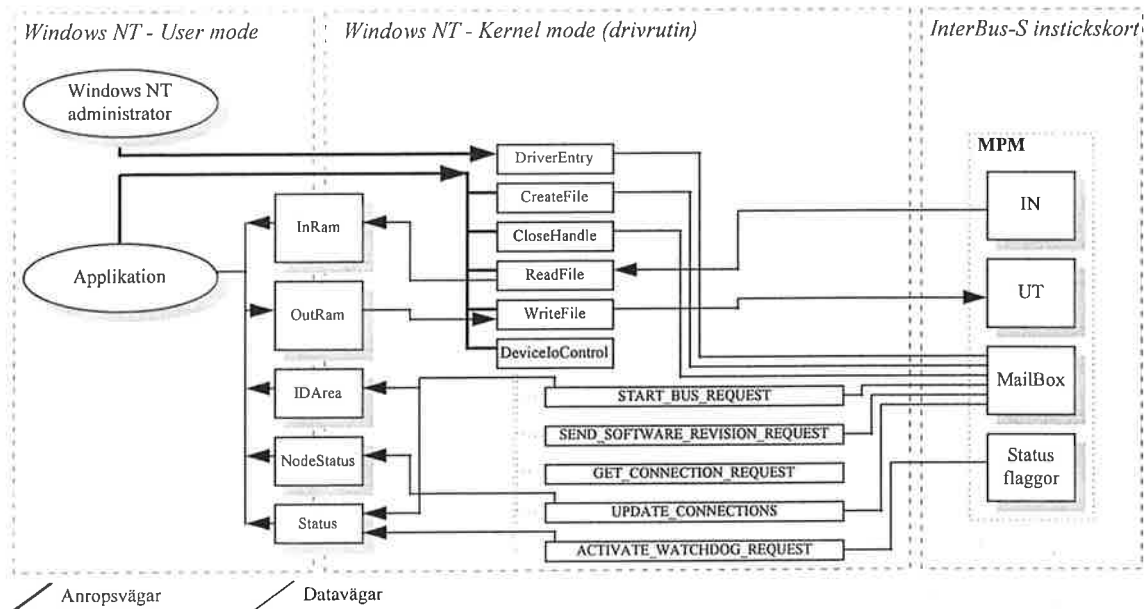 Windows NT - User mode
Windows NT - Kernel mode (drivrutin)
InterBus-S instickskort
Windows NT
administrator
Applikation
InRam
OutRam
IDArea
NodeStatus
Status
DriverEntry
CreateFile
CloseHandle
ReadFile
WriteFile
DeviceIoControl
START_BUS_REQUEST
SEND_SOFTWARE_REVISION_REQUEST
GET_CONNECTION_REQUEST
UPDATE_CONNECTIONS
ACTIVATE_WATCHDOG_REQUEST
MPM
IN
UT
MailBox
Status
flaggor
Anropsvägar
Datavägar